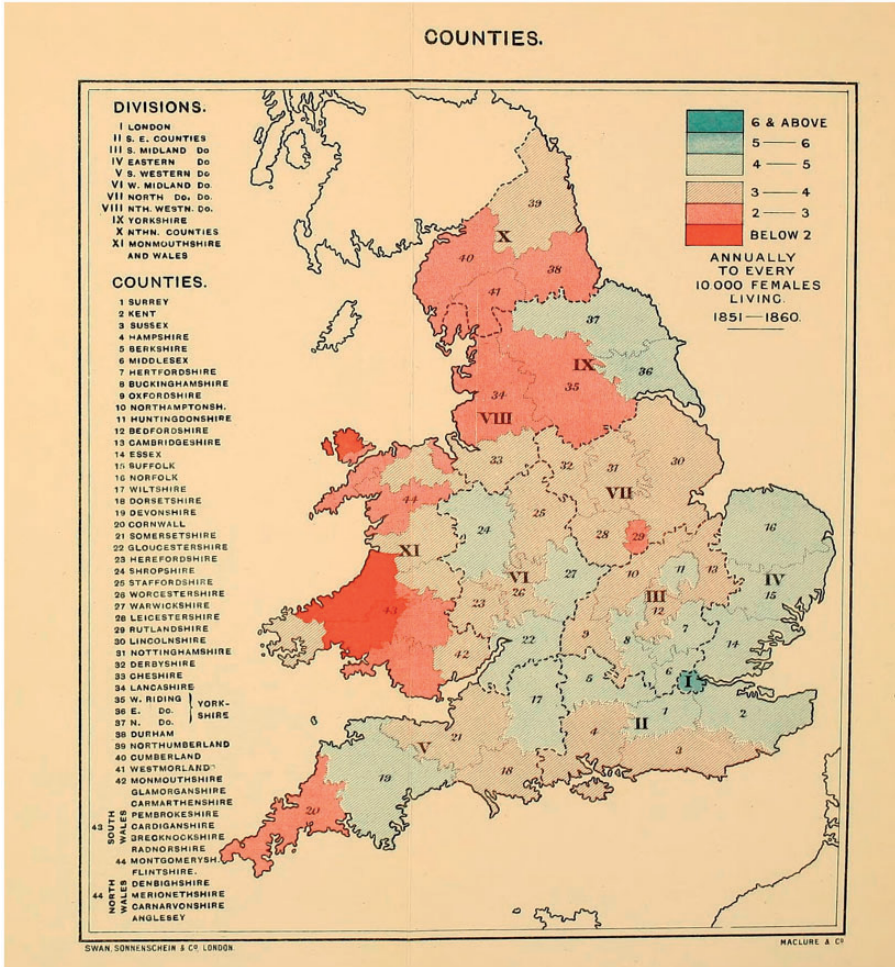 COUNTIES.
DIVISIONS.
I LONDON
II S. E. COUNTIES
III S. MIDLAND Do
IV EASTERN Do
V S. WESTERN Do
VI W. MIDLAND Do.
VII NORTH Do. Do.
VIII NTH. WESTN. Do.
IX YORKSHIRE
X NTHN. COUNTIES
XI MONMOUTHSHIRE
AND WALES
COUNTIES.
1 SURREY
2 KENT
3 SUSSEX
4 HAMPSHIRE
5 BERKSHIRE
6 MIDDLESEX
7 HERTFORDSHIRE
8 BUCKINGHAMSHIRE
9 OXFORDSHIRE
10 NORTHAMPTONSH.
11 HUNTINGDONSHIRE
12 BEDFORDSHIRE
13 CAMBRIDGESHIRE
14 ESSEX
15 SUFFOLK
16 NORFOLK
17 WILTSHIRE
18 DORSETSHIRE
19 DEVONSHIRE
20 CORNWALL
21 SOMERSETSHIRE
22 GLOUCESTERSHIRE
23 HEREFORDSHIRE
24 SHROPSHIRE
25 STAFFORDSHIRE
26 WORCESTERSHIRE
27 WARWICKSHIRE
28 LEICESTERSHIRE
29 RUTLANDSHIRE
30 LINCOLNSHIRE
31 NOTTINGHAMSHIRE
32 DERBYSHIRE
33 CHESHIRE
34 LANCASHIRE
35 W. RIDING
36 E. Do.
37 N. Do.
YORK-
SHIRE
38 DURHAM
39 NORTHUMBERLAND
40 CUMBERLAND
41 WESTMORLAND
42 MONMOUTHSHIRE
43 SOUTH WALES
GLAMORGANSHIRE
CARMARTHENSHIRE
PEMBROKESHIRE
CARDIGANSHIRE
BRECKNOCKSHIRE
RADNORSHIRE
44 MONTGOMERYSH.
FLINTSHIRE.
44 NORTH WALES
DENBIGHSHIRE
MERIONETHSHIRE
CARNARVONSHIRE
ANGLESEY
6 & ABOVE
5 — 6
4 — 5
3 — 4
2 — 3
BELOW 2
ANNUALLY
TO EVERY
10.000 FEMALES
LIVING.
1851—1860.
39
X
40
38
41
37
IX
36
34
35
VIII
33
32
31
30
VII
44
25
24
28
29
16
XI
VI
27
10
11
13
IV
15
III
12
43
23
26
22
9
8
7
14
42
5
6
I
17
1
2
II
V
21
4
3
19
18
20
SWAN, SONNENSCHEIN & Co. LONDON.
MACLURE & Co